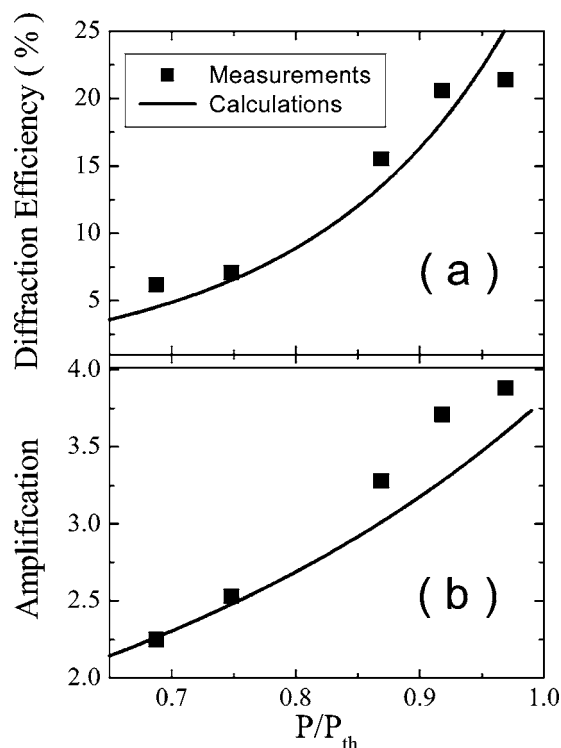 Diffraction Efficiency ( % )
25
20
15
10
5
Measurements
Calculations
( a )
Amplification
4.0
3.5
3.0
2.5
2.0
( b )
0.7 0.8 0.9 1.0
P/Pth